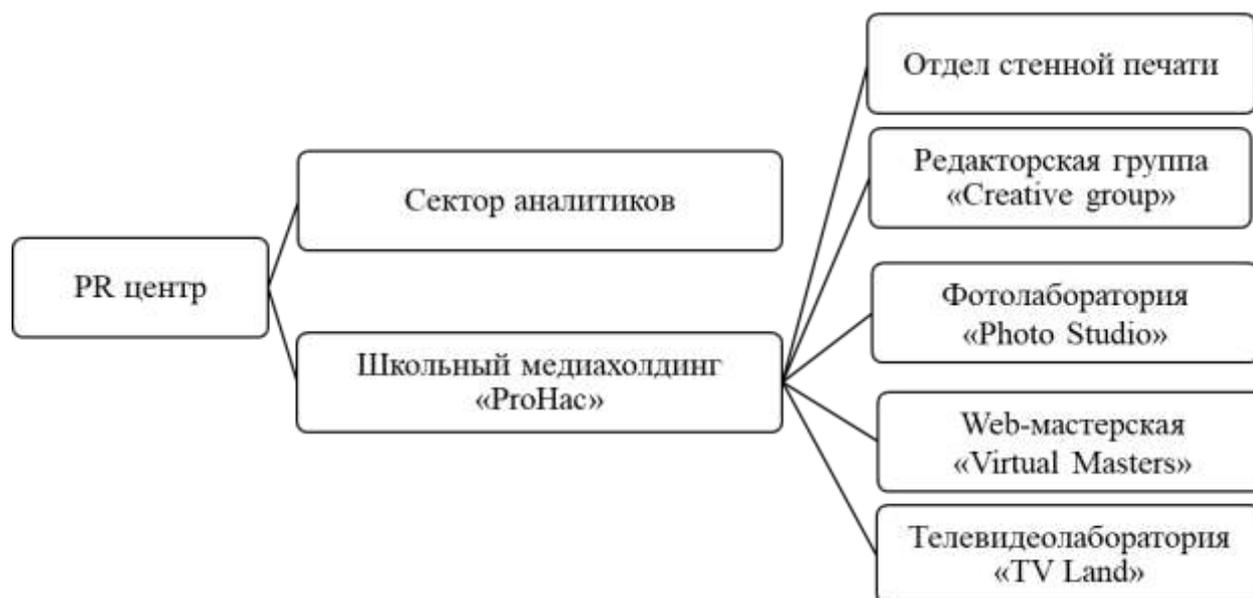 PR центр
Сектор аналитиков
Школьный медиахолдинг
«ProНас»
Отдел стенной печати
Редакторская группа
«Creative group»
Фотолаборатория
«Photo Studio»
Web-мастерская
«Virtual Masters»
Телевидеолаборатория
«TV Land»